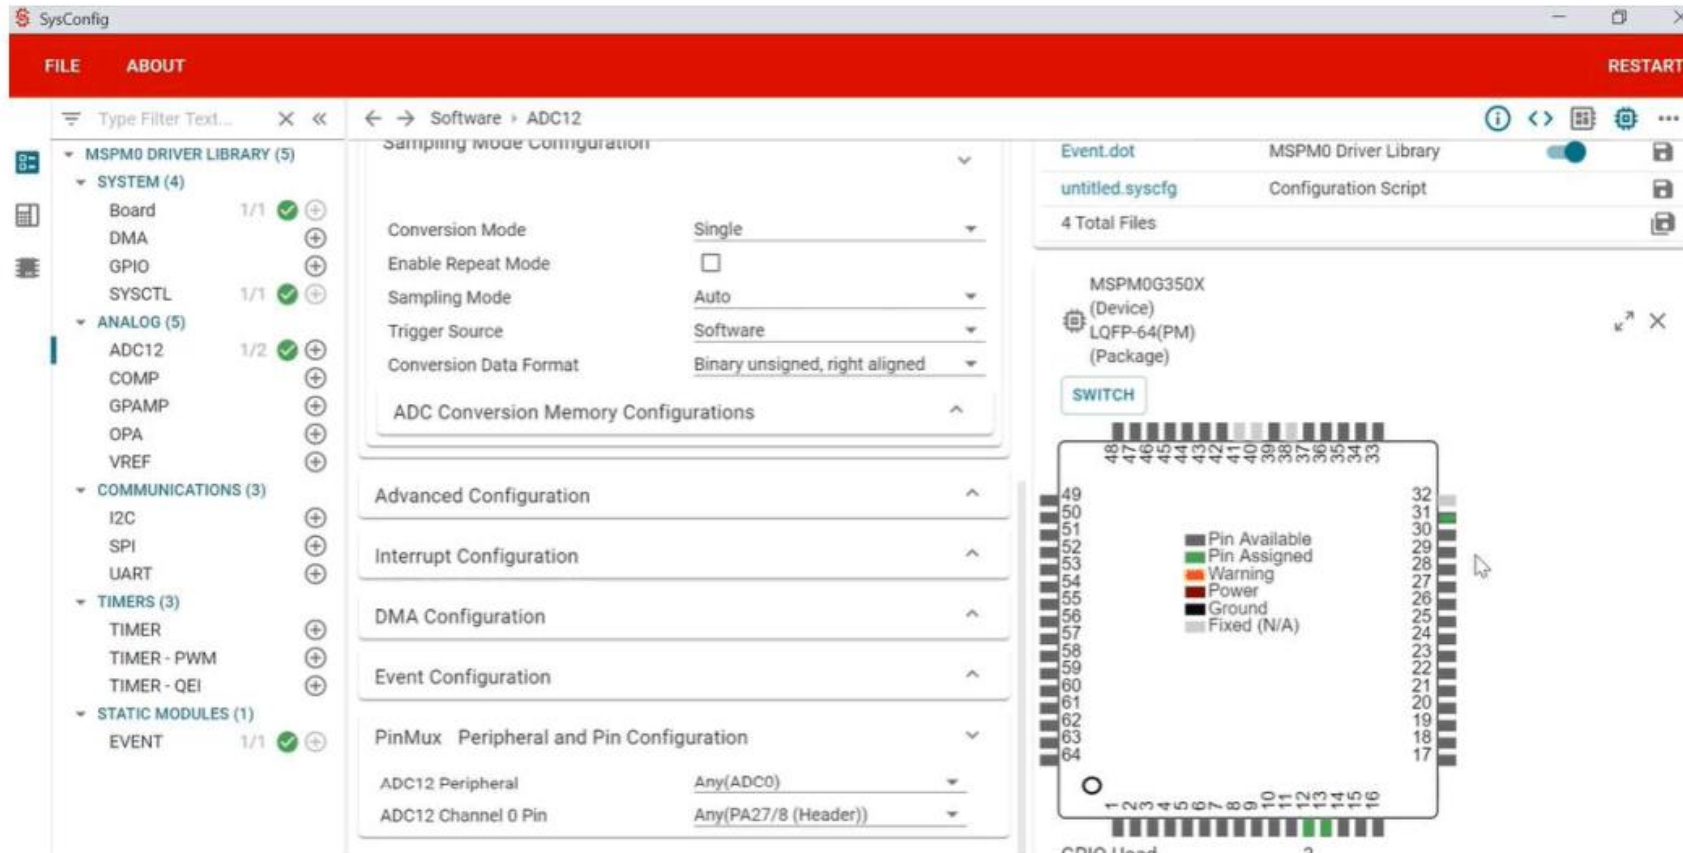 SysConfig
FILE ABOUT RESTART
Type Filter Text...
Software › ADC12
MSPM0 DRIVER LIBRARY (5)
SYSTEM (4)
Board 1/1
DMA
GPIO
SYSCTL 1/1
ANALOG (5)
ADC12 1/2
COMP
GPAMP
OPA
VREF
COMMUNICATIONS (3)
I2C
SPI
UART
TIMERS (3)
TIMER
TIMER - PWM
TIMER - QEI
STATIC MODULES (1)
EVENT 1/1
Sampling Mode Configuration
Conversion Mode Single
Enable Repeat Mode
Sampling Mode Auto
Trigger Source Software
Conversion Data Format Binary unsigned, right aligned
ADC Conversion Memory Configurations
Advanced Configuration
Interrupt Configuration
DMA Configuration
Event Configuration
PinMux Peripheral and Pin Configuration
ADC12 Peripheral Any(ADC0)
ADC12 Channel 0 Pin Any(PA27/8 (Header))
Event.dot MSPM0 Driver Library
untitled.syscfg Configuration Script
4 Total Files
MSPM0G350X
(Device)
LQFP-64(PM)
(Package)
SWITCH
48 47 46 45 44 43 42 41 40 39 38 37 36 35 34 33
49 32
50 31
51 30
52 29
53 28
54 27
55 26
56 25
57 24
58 23
59 22
60 21
61 20
62 19
63 18
64 17
Pin Available
Pin Assigned
Warning
Power
Ground
Fixed (N/A)
1 2 3 4 5 6 7 8 9 10 11 12 13 14 15 16
GPIO Used 3